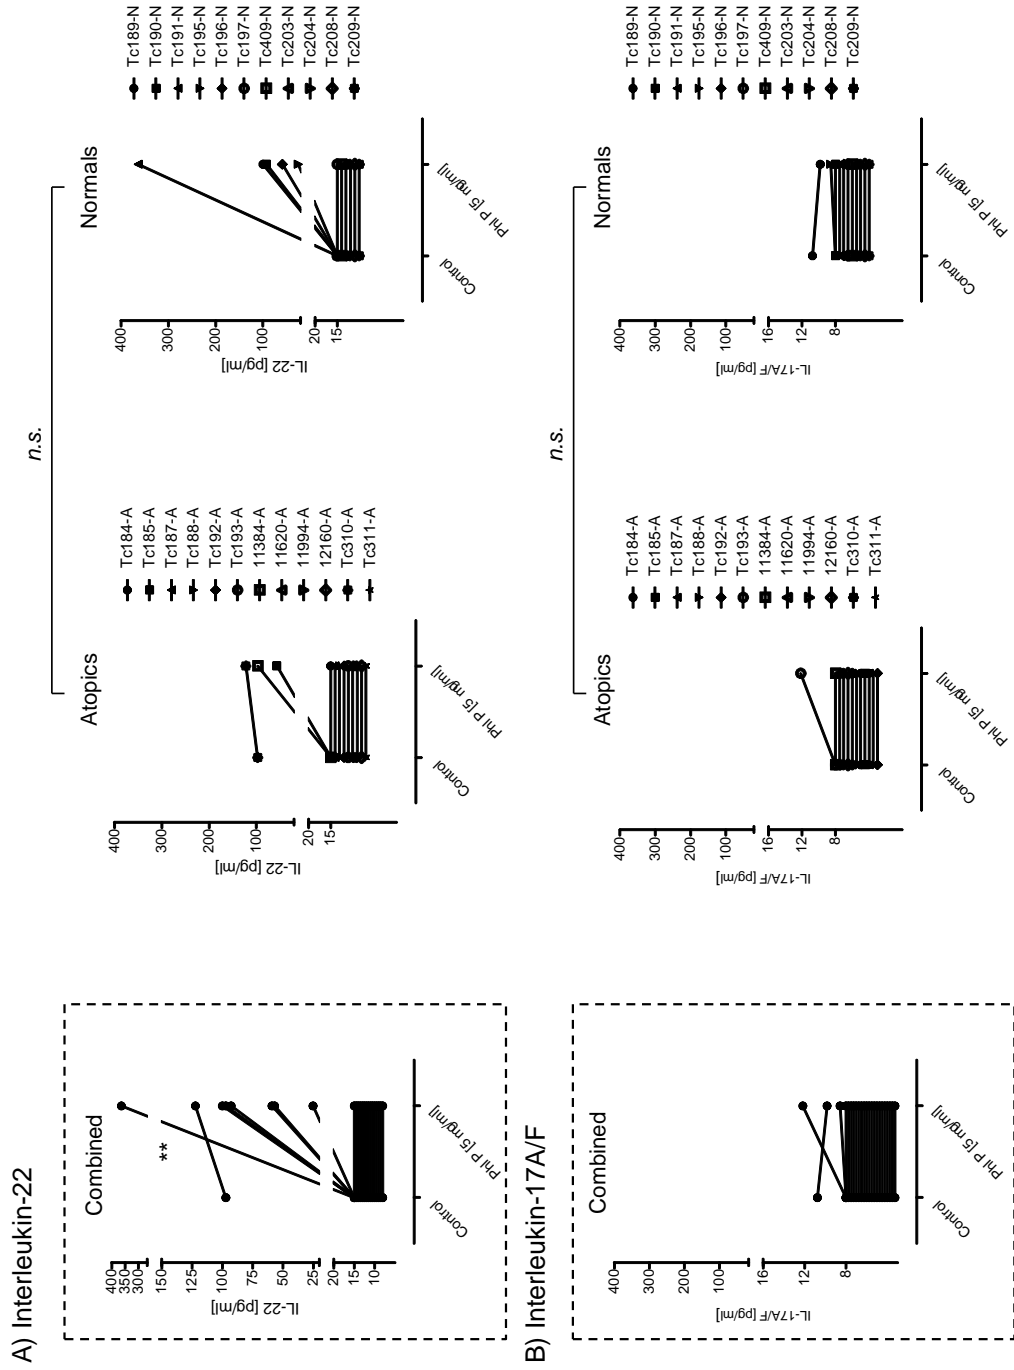 A) Interleukin-22
Combined
**
400
350
300
150
125
100
75
50
25
20
15
10
IL-22 [pg/ml]
Control
Phl P [5 ng/ml]
n.s.
Atopics
400
300
200
100
20
15
IL-22 [pg/ml]
Control
Phl P [5 ng/ml]
Tc184-A
Tc185-A
Tc187-A
Tc188-A
Tc192-A
Tc193-A
11384-A
11620-A
11994-A
12160-A
Tc310-A
Tc311-A
Normals
400
300
200
100
20
15
IL-22 [pg/ml]
Control
Phl P [5 ng/ml]
Tc189-N
Tc190-N
Tc191-N
Tc195-N
Tc196-N
Tc197-N
Tc409-N
Tc203-N
Tc204-N
Tc208-N
Tc209-N
B) Interleukin-17A/F
Combined
400
300
200
100
16
12
8
IL-17A/F [pg/ml]
Control
Phl P [5 ng/ml]
n.s.
Atopics
400
300
200
100
16
12
8
IL-17A/F [pg/ml]
Control
Phl P [5 ng/ml]
Tc184-A
Tc185-A
Tc187-A
Tc188-A
Tc192-A
Tc193-A
11384-A
11620-A
11994-A
12160-A
Tc310-A
Tc311-A
Normals
400
300
200
100
16
12
8
IL-17A/F [pg/ml]
Control
Phl P [5 ng/ml]
Tc189-N
Tc190-N
Tc191-N
Tc195-N
Tc196-N
Tc197-N
Tc409-N
Tc203-N
Tc204-N
Tc208-N
Tc209-N